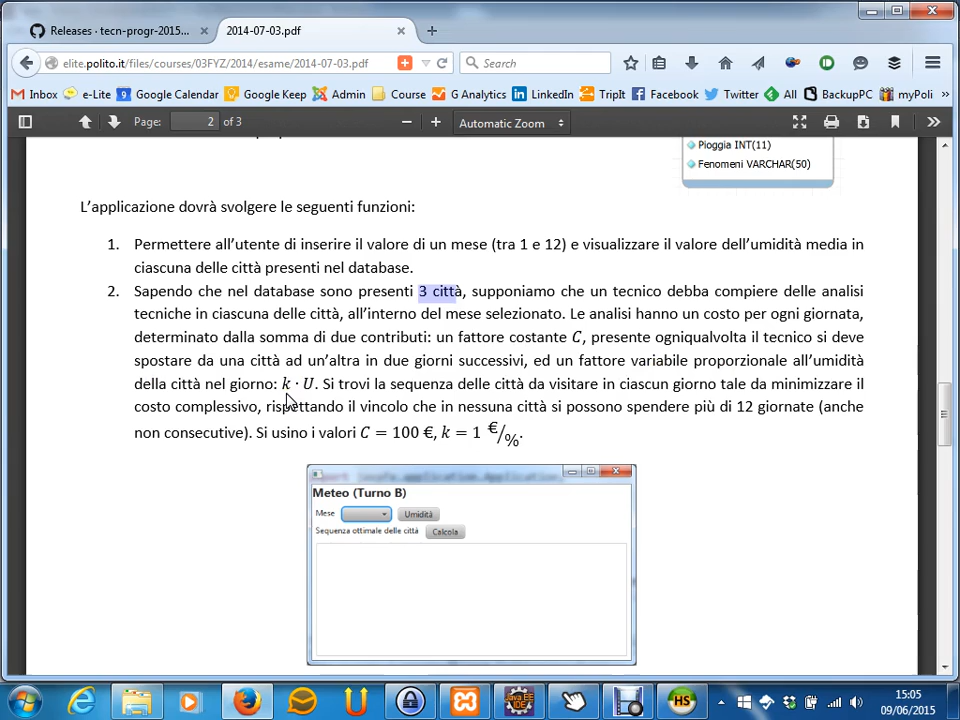 Releases · tecn-progr-2015...
2014-07-03.pdf
elite.polito.it/files/courses/03FYZ/2014/esame/2014-07-03.pdf
Search
Inbox
e-Lite
Google Calendar
Google Keep
Admin
Course
G Analytics
LinkedIn
TripIt
Facebook
Twitter
All
BackupPC
myPoli
Page: 2 of 3
Automatic Zoom
Pioggia INT(11)
Fenomeni VARCHAR(50)
L’applicazione dovrà svolgere le seguenti funzioni:
1. Permettere all’utente di inserire il valore di un mese (tra 1 e 12) e visualizzare il valore dell’umidità media in
ciascuna delle città presenti nel database.
2. Sapendo che nel database sono presenti 3 città, supponiamo che un tecnico debba compiere delle analisi
tecniche in ciascuna delle città, all’interno del mese selezionato. Le analisi hanno un costo per ogni giornata,
determinato dalla somma di due contributi: un fattore costante C, presente ogniqualvolta il tecnico si deve
spostare da una città ad un’altra in due giorni successivi, ed un fattore variabile proporzionale all’umidità
della città nel giorno: k · U. Si trovi la sequenza delle città da visitare in ciascun giorno tale da minimizzare il
costo complessivo, rispettando il vincolo che in nessuna città si possono spendere più di 12 giornate (anche
non consecutive). Si usino i valori C = 100 €, k = 1 €/%.
Meteo (Turno B)
Mese
Umidità
Sequenza ottimale delle città
Calcola
15:05
09/06/2015